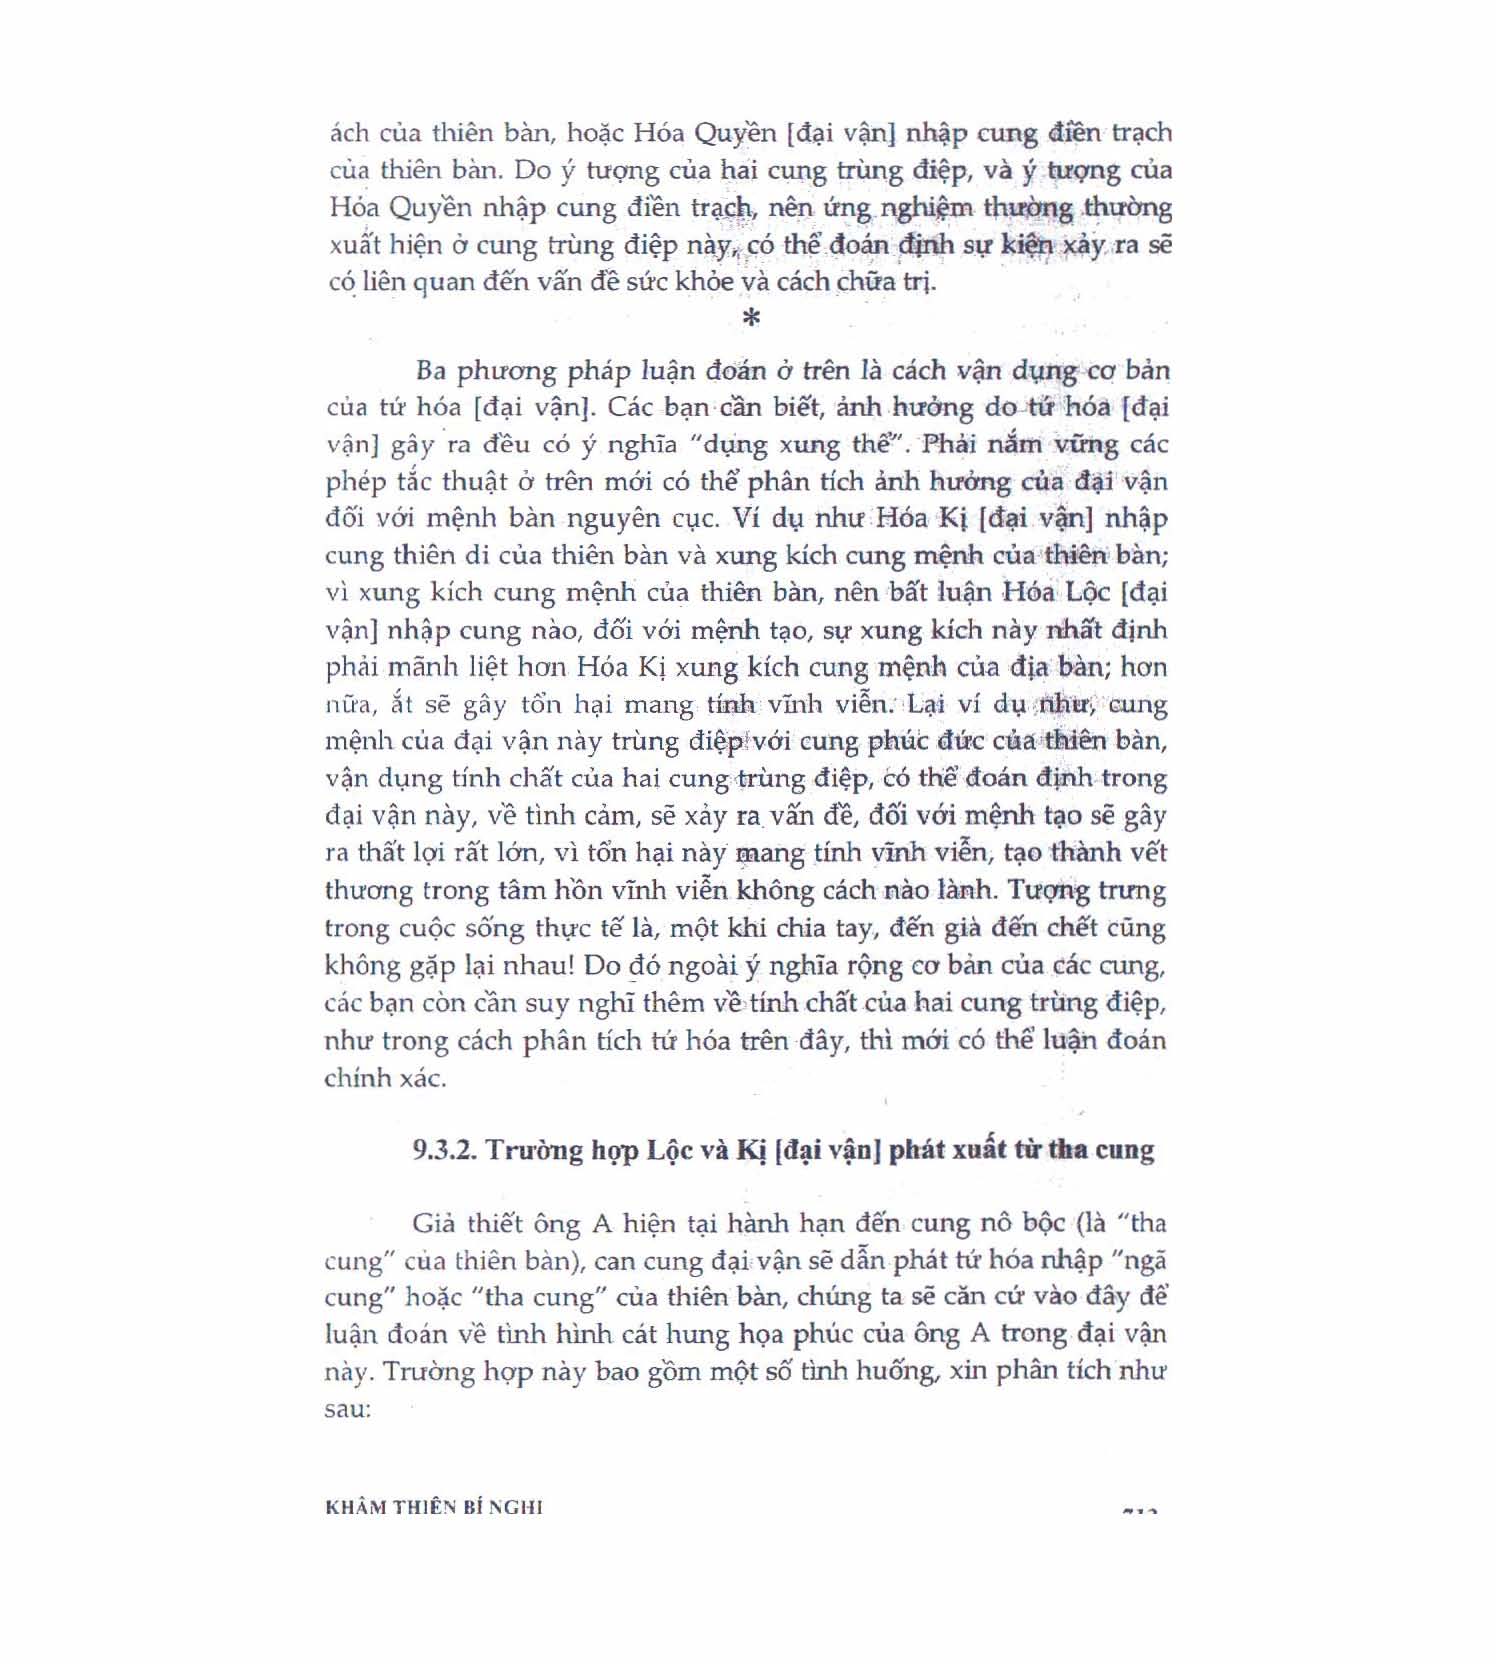 ách của thiên bàn, hoặc Hóa Quyền [đại vận] nhập cung điền trạch
của thiên bàn. Do ý tượng của hai cung trùng điệp, và ý tượng của
Hóa Quyền nhập cung điền trạch, nên ứng nghiệm thường thường
xuất hiện ở cung trùng điệp này, có thể đoán định sự kiện xảy ra sẽ
có liên quan đến vấn đề sức khỏe và cách chữa trị.
*
Ba phương pháp luận đoán ở trên là cách vận dụng cơ bản
của tứ hóa [đại vận]. Các bạn cần biết, ảnh hưởng do tứ hóa [đại
vận] gây ra đều có ý nghĩa "dụng xung thể". Phải nắm vững các
phép tắc thuật ở trên mới có thể phân tích ảnh hưởng của đại vận
đối với mệnh bàn nguyên cục. Ví dụ như Hóa Kị [đại vận] nhập
cung thiên di của thiên bàn và xung kích cung mệnh của thiên bàn;
vì xung kích cung mệnh của thiên bàn, nên bất luận Hóa Lộc [đại
vận] nhập cung nào, đối với mệnh tạo, sự xung kích này nhất định
phải mãnh liệt hơn Hóa Kị xung kích cung mệnh của địa bàn; hơn
nữa, ắt sẽ gây tổn hại mang tính vĩnh viễn. Lại ví dụ như, cung
mệnh của đại vận này trùng điệp với cung phúc đức của thiên bàn,
vận dụng tính chất của hai cung trùng điệp, có thể đoán định trong
đại vận này, về tình cảm, sẽ xảy ra vấn đề, đối với mệnh tạo sẽ gây
ra thất lợi rất lớn, vì tổn hại này mang tính vĩnh viễn, tạo thành vết
thương trong tâm hồn vĩnh viễn không cách nào lành. Tượng trưng
trong cuộc sống thực tế là, một khi chia tay, đến già đến chết cũng
không gặp lại nhau! Do đó ngoài ý nghĩa rộng cơ bản của các cung,
các bạn còn cần suy nghĩ thêm về tính chất của hai cung trùng điệp,
như trong cách phân tích tứ hóa trên đây, thì mới có thể luận đoán
chính xác.
9.3.2. Trường hợp Lộc và Kị [đại vận] phát xuất từ tha cung
Giả thiết ông A hiện tại hành hạn đến cung nô bộc (là "tha
cung" của thiên bàn), can cung đại vận sẽ dẫn phát tứ hóa nhập "ngã
cung" hoặc "tha cung" của thiên bàn, chúng ta sẽ căn cứ vào đây để
luận đoán về tình hình cát hung họa phúc của ông A trong đại vận
này. Trường hợp này bao gồm một số tình huống, xin phân tích như
sau:
KHÂM THIÊN BÍ NGHI